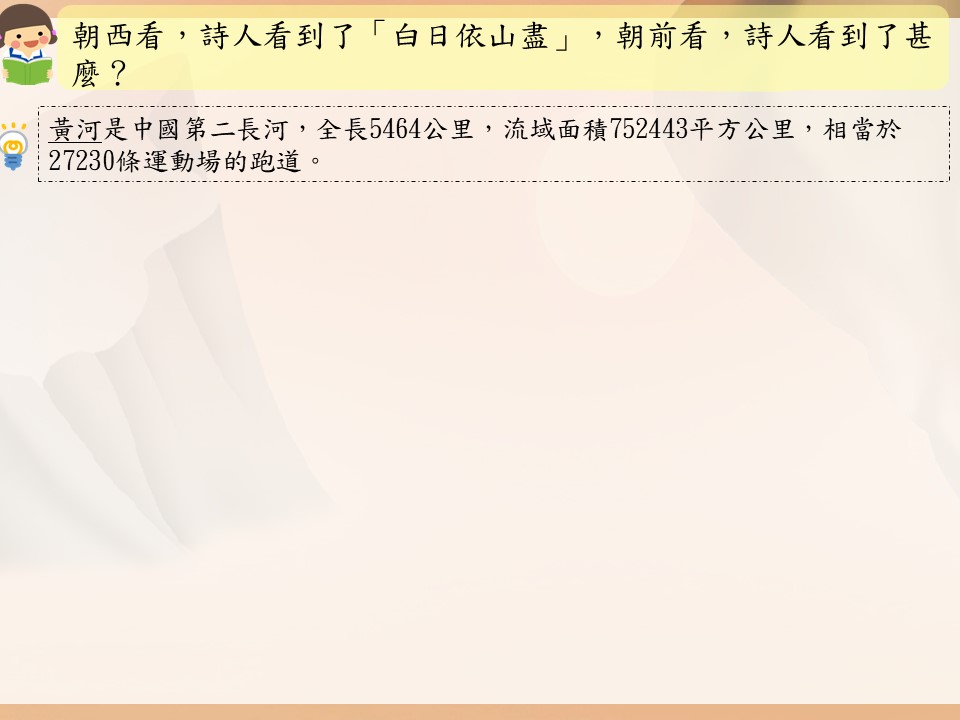 朝西看，詩人看到了「白日依山盡」，朝前看，詩人看到了甚
麼？
黃河是中國第二長河，全長5464公里，流域面積752443平方公里，相當於
27230條運動場的跑道。